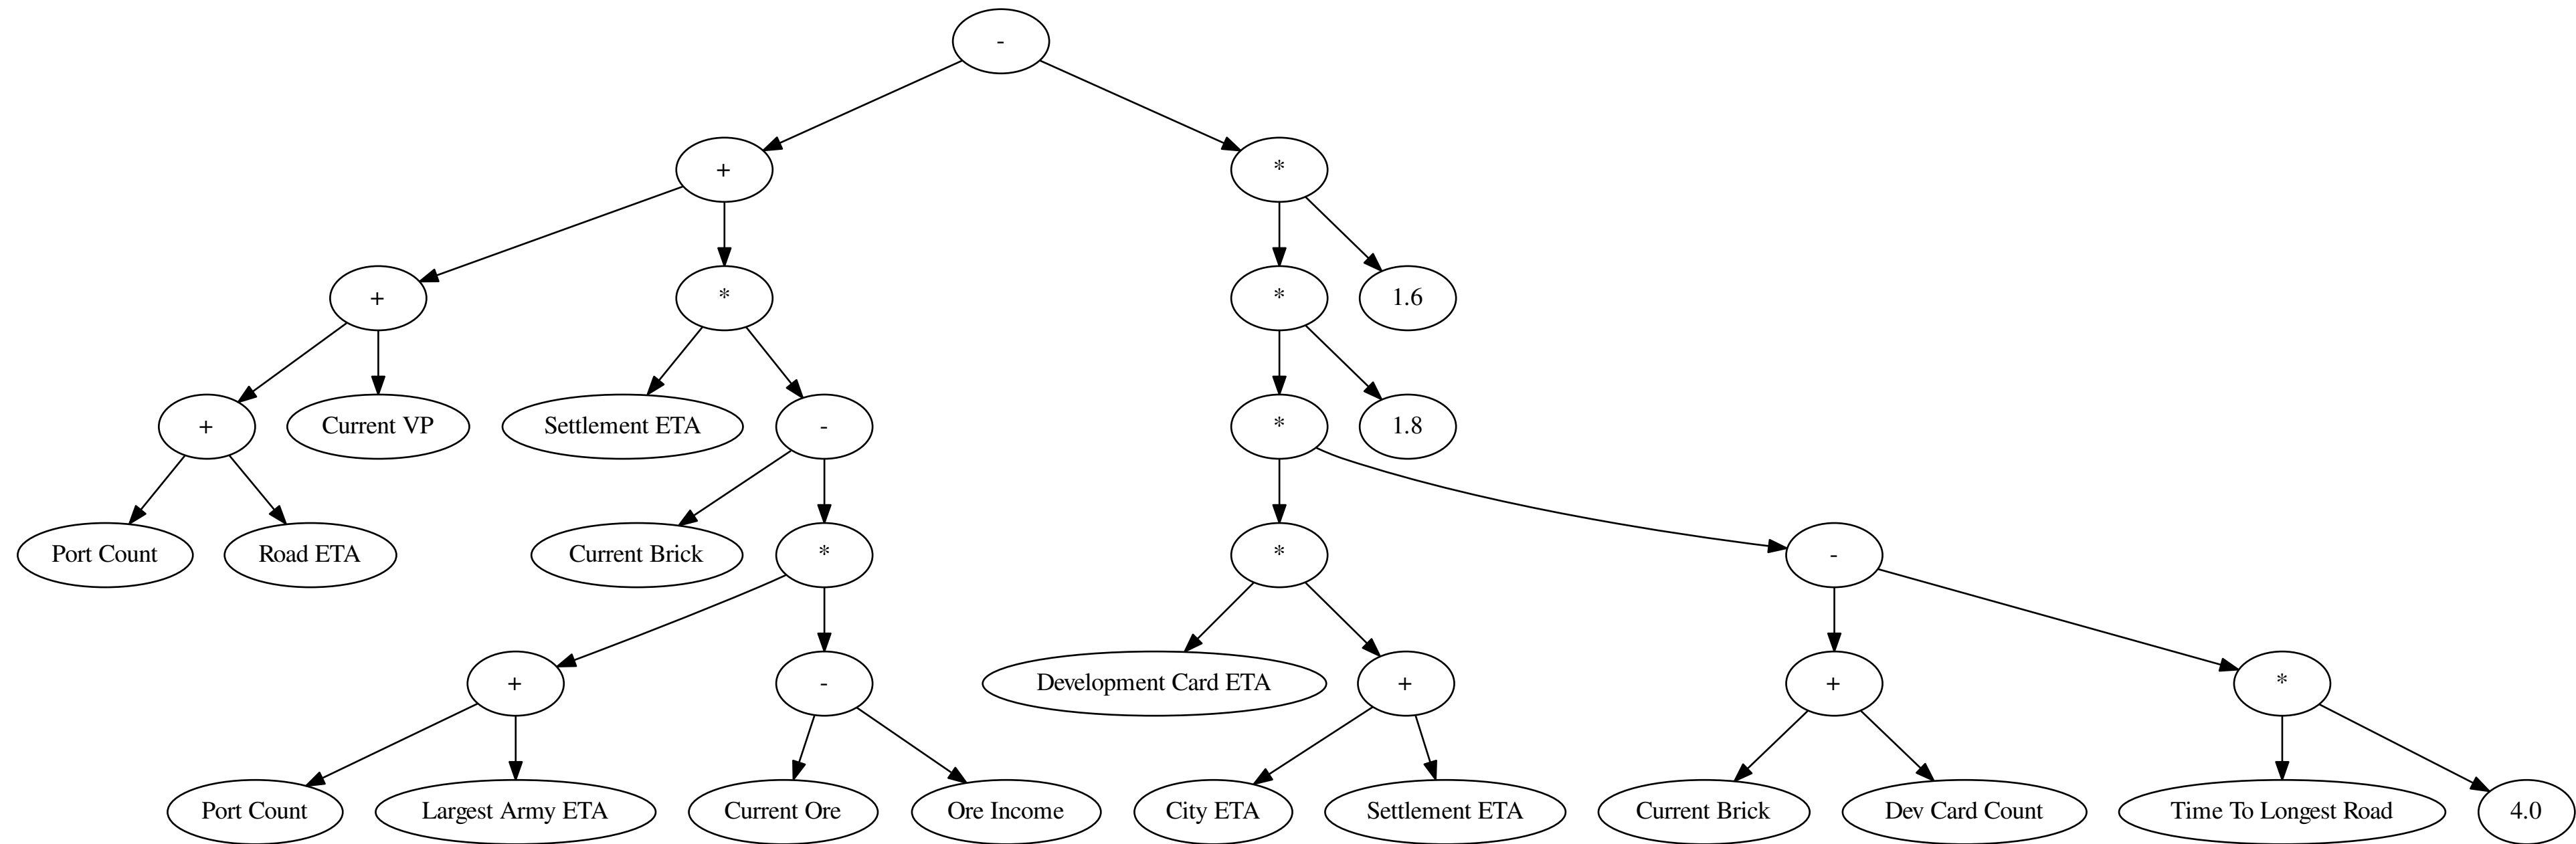 -
+
*
+
*
*
1.6
+
Current VP
Settlement ETA
-
*
1.8
Port Count
Road ETA
Current Brick
*
*
-
+
-
Development Card ETA
+
+
*
Port Count
Largest Army ETA
Current Ore
Ore Income
City ETA
Settlement ETA
Current Brick
Dev Card Count
Time To Longest Road
4.0